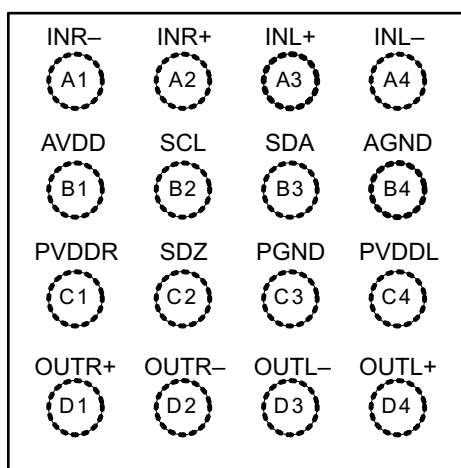 INR– INR+ INL+ INL–
A1 A2 A3 A4
AVDD SCL SDA AGND
B1 B2 B3 B4
PVDDR SDZ PGND PVDDL
C1 C2 C3 C4
OUTR+ OUTR– OUTL– OUTL+
D1 D2 D3 D4